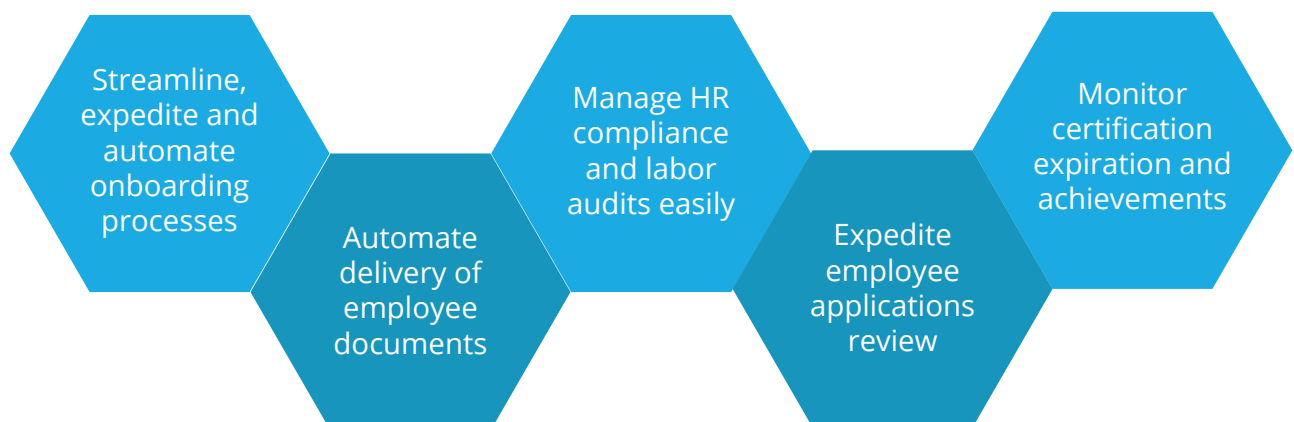 Streamline,
expedite and
automate
onboarding
processes
Automate
delivery of
employee
documents
Manage HR
compliance
and labor
audits easily
Expedite
employee
applications
review
Monitor
certification
expiration and
achievements